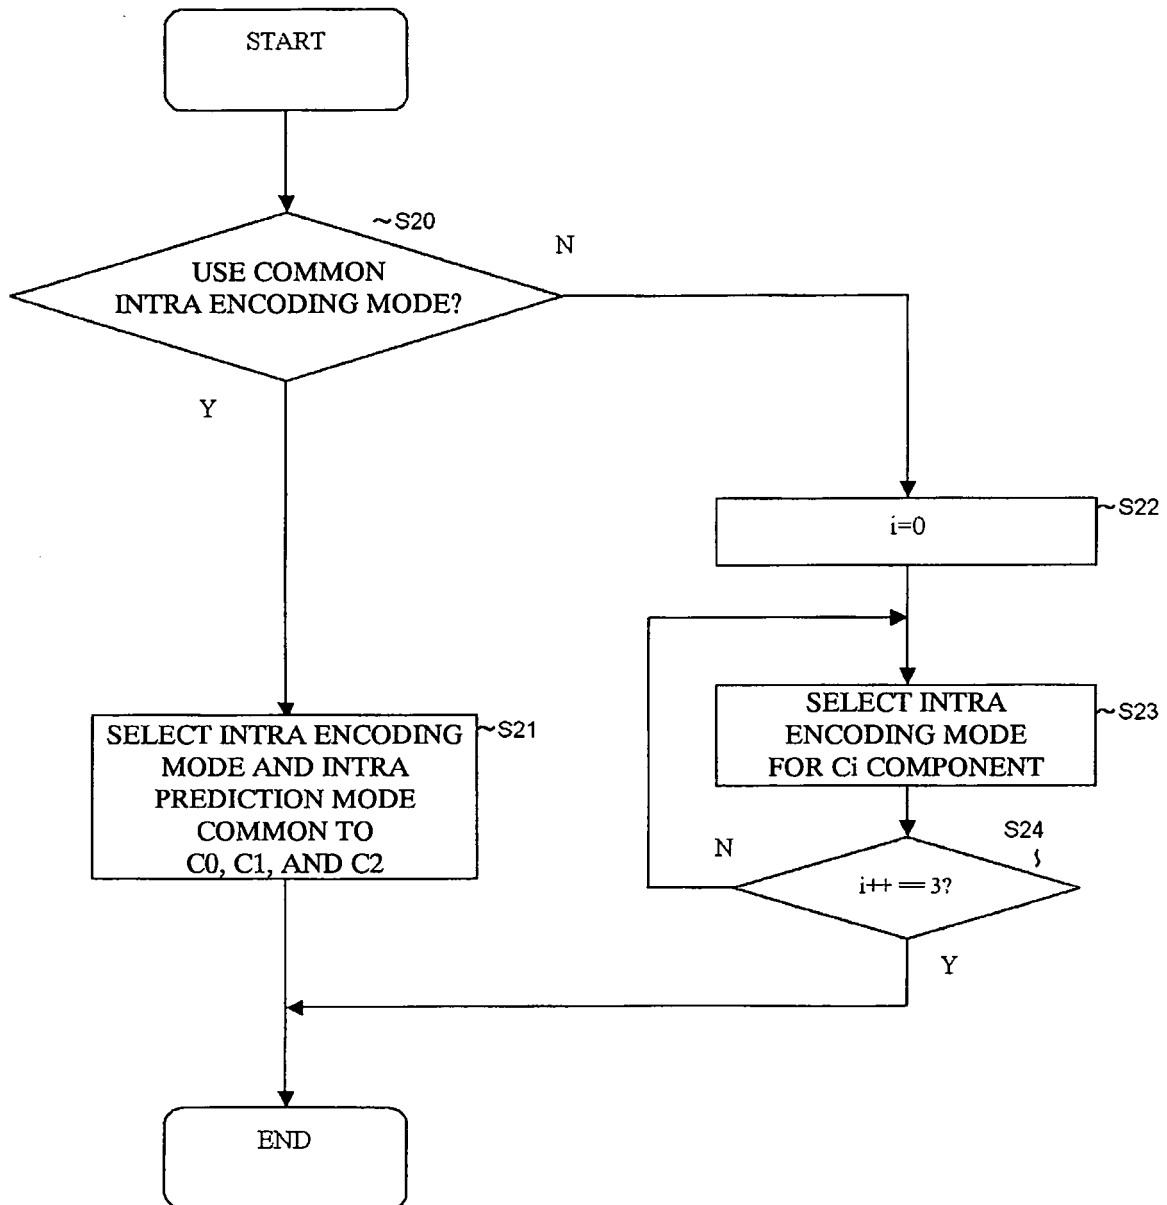 START
~S20
USE COMMON
INTRA ENCODING MODE?
N
Y
i=0
~S22
SELECT INTRA
ENCODING MODE
FOR Ci COMPONENT
~S23
SELECT INTRA ENCODING
MODE AND INTRA
PREDICTION MODE
COMMON TO
C0, C1, AND C2
~S21
S24
N
i++ == 3?
Y
END